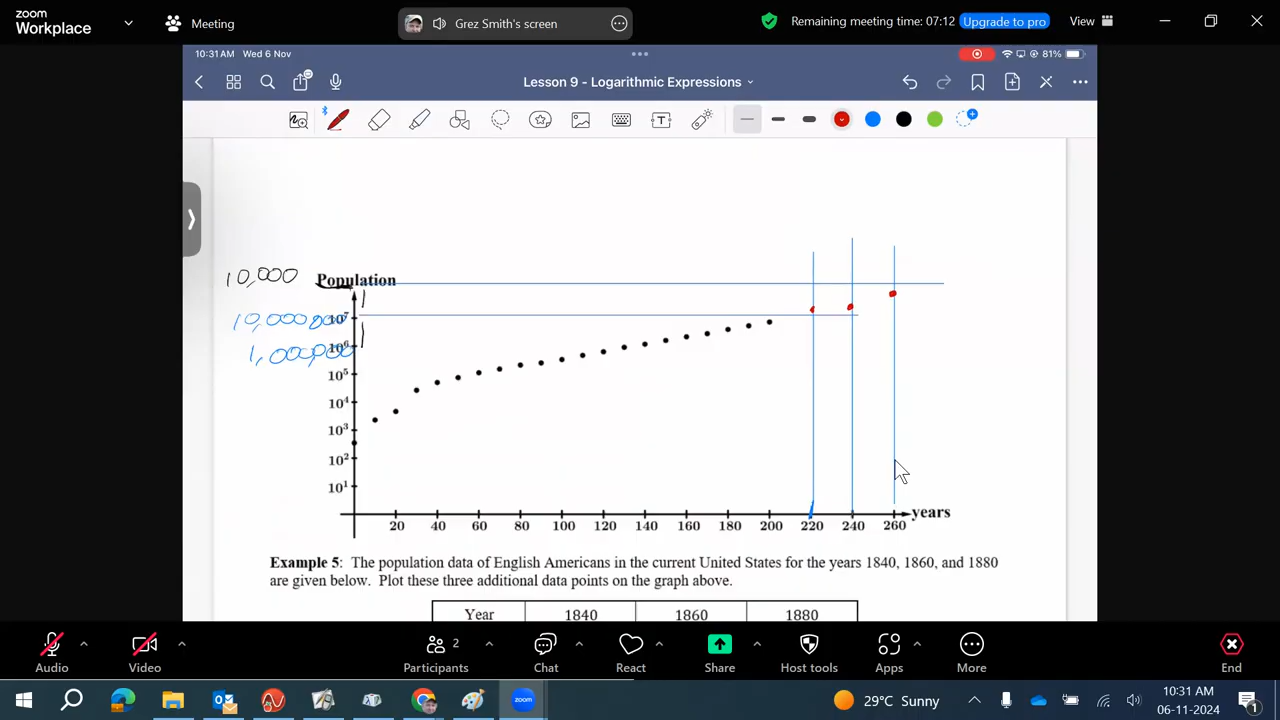 zoom
Workplace
Meeting
Grez Smith's screen
Remaining meeting time: 07:12
Upgrade to pro
View
10:31 AM Wed 6 Nov
81%
Lesson 9 - Logarithmic Expressions
10,000
Population
10,000,000
10⁷
1,000,000
10⁶
10⁵
10⁴
10³
10²
10¹
years
20 40 60 80 100 120 140 160 180 200 220 240 260
Example 5: The population data of English Americans in the current United States for the years 1840, 1860, and 1880
are given below. Plot these three additional data points on the graph above.
Year 1840 1860 1880
Audio
Video
2
Participants
Chat
React
Share
Host tools
Apps
More
End
29°C Sunny
10:31 AM
06-11-2024
1